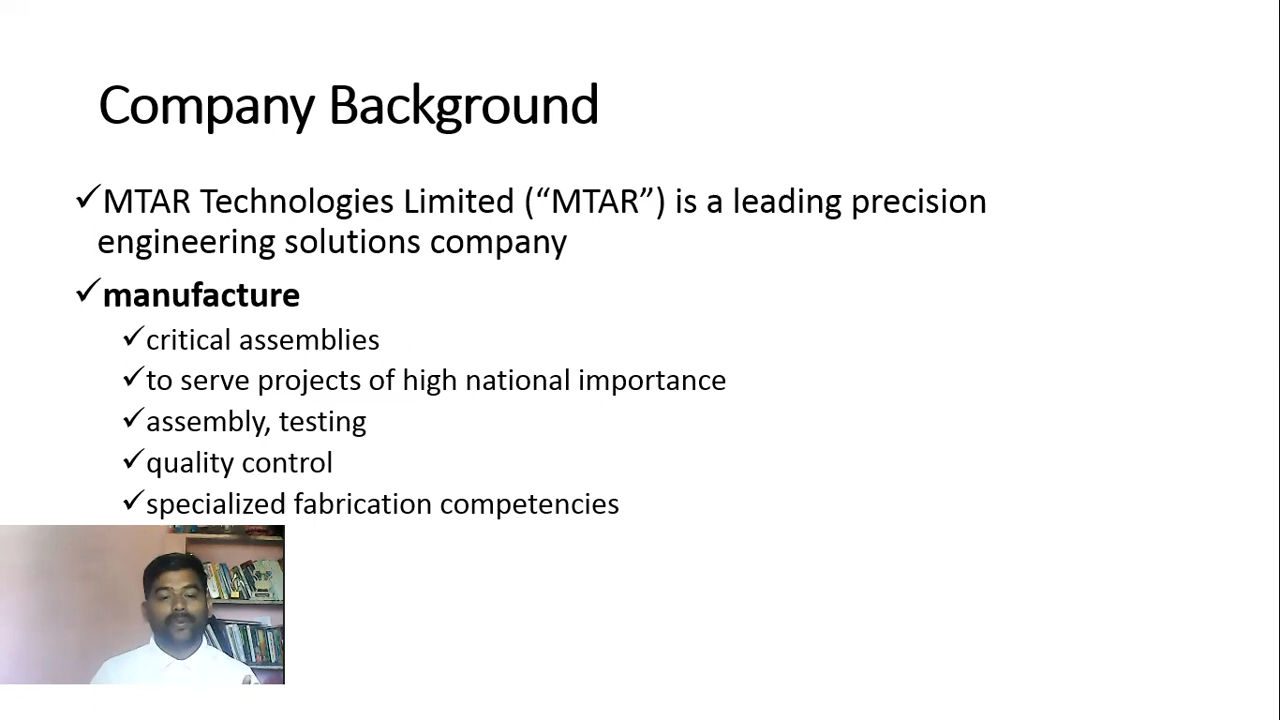 Company Background
✓MTAR Technologies Limited (“MTAR”) is a leading precision
engineering solutions company
✓manufacture
✓critical assemblies
✓to serve projects of high national importance
✓assembly, testing
✓quality control
✓specialized fabrication competencies